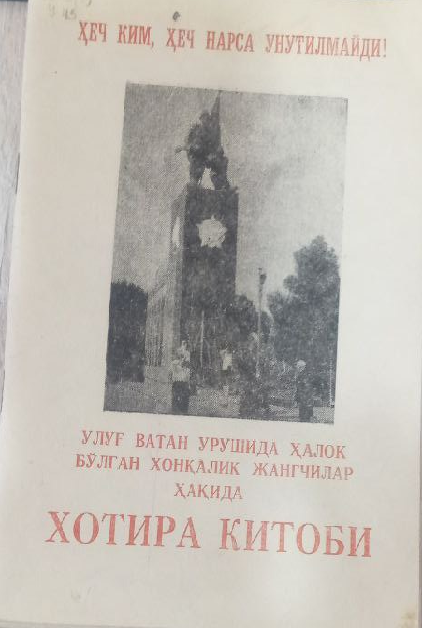 ҲЕЧ КИМ, ҲЕЧ НАРСА УНУТИЛМАЙДИ!
УЛУҒ ВАТАН УРУШИДА ҲАЛОК
БЎЛГАН ХОНҚАЛИК ЖАНГЧИЛАР
ҲАҚИДА
ХОТИРА КИТОБИ